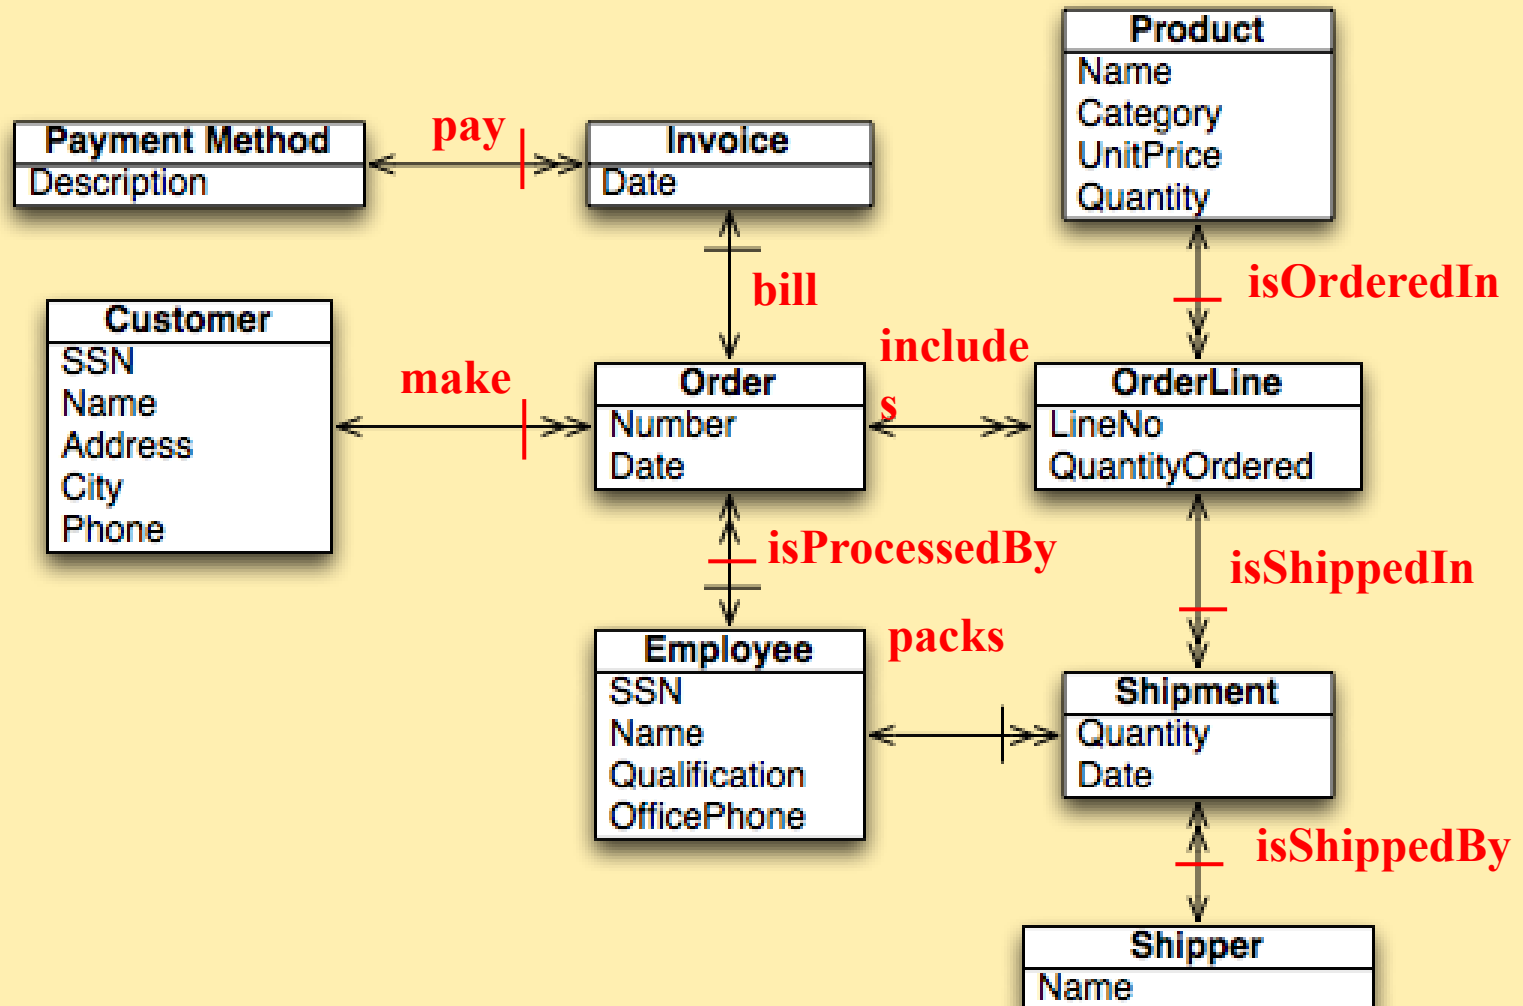 Product
Name
Category
UnitPrice
Quantity
Payment Method
Description
pay
Invoice
Date
bill
isOrderedIn
Customer
SSN
Name
Address
City
Phone
make
Order
Number
Date
include
s
OrderLine
LineNo
QuantityOrdered
isProcessedBy
isShippedIn
Employee
SSN
Name
Qualification
OfficePhone
packs
Shipment
Quantity
Date
isShippedBy
Shipper
Name